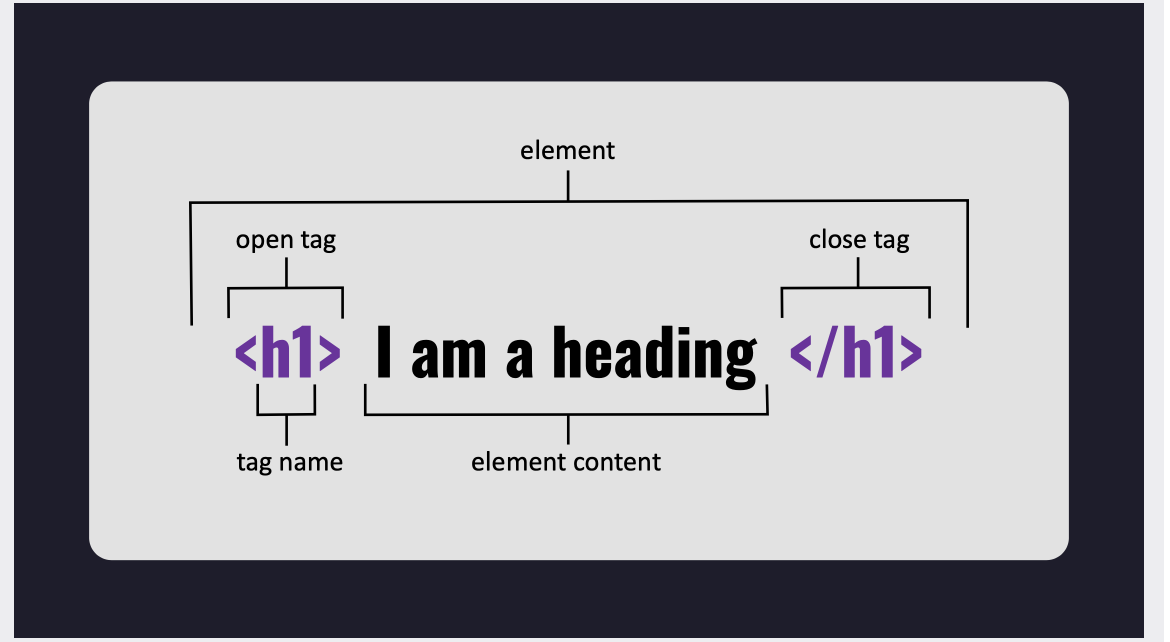 element
open tag
close tag
<h1> I am a heading </h1>
tag name
element content